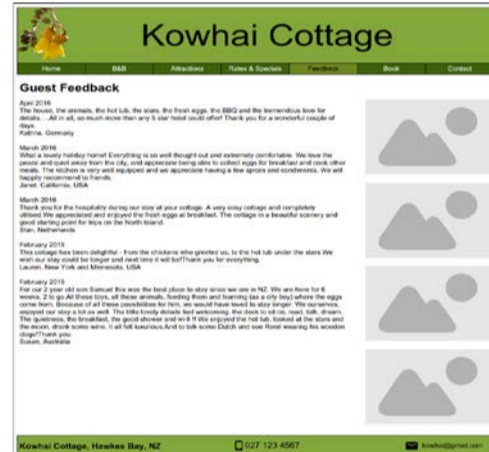 Kowhai Cottage
Home B&B Attractions Rates & Specials Feedback Book Contact
Guest Feedback
April 2016
The house, the animals, the hot tub, the stars, the fresh eggs, the BBQ and the tremendous love for
details....All in all, so much more than any 5 star hotel could offer! Thank you for a wonderful couple of
days.
Katrina, Germany
March 2016
What a lovely holiday home! Everything is so well thought out and extremely comfortable. We love the
peace and quiet away from the city, and appreciate being able to collect eggs for breakfast and cook other
meals. The kitchen is very well equipped and we appreciate having a few spices and condiments. We will
happily recommend to friends.
Janet, California, USA
March 2016
Thank you for the hospitality during our stay at your cottage. A very cosy cottage and completely
utilised We appreciated and enjoyed the fresh eggs at breakfast. The cottage in a beautiful scenery and
good starting point for trips on the North Island.
Stan, Netherlands
February 2016
This cottage has been delightful - from the chickens who greeted us, to the hot tub under the stars We
wish our stay could be longer and next time it will be!Thank you for everything.
Lauren, New York and Minnesota, USA
February 2016
For our 2 year old son Samuel this was the best place to stay since we are in NZ. We are here for 6
weeks, 2 to go.All these toys, all these animals, feeding them and learning (as a city boy) where the eggs
come from. Because of all these possibilities for him, we would have loved to stay longer. We ourselves,
enjoyed our stay a lot as well. The little lovely details feel welcoming, the deck to sit on, read, talk, dream.
The quietness, the breakfast, the good shower and wi-fi !! We enjoyed the hot tub, looked at the stars and
the moon, drank some wine. It all felt luxurious.And to talk some Dutch and see René wearing his wooden
clogs!Thank you
Susan, Australia
Kowhai Cottage, Hawkes Bay, NZ 027 123 4567 kowhai@gmail.com